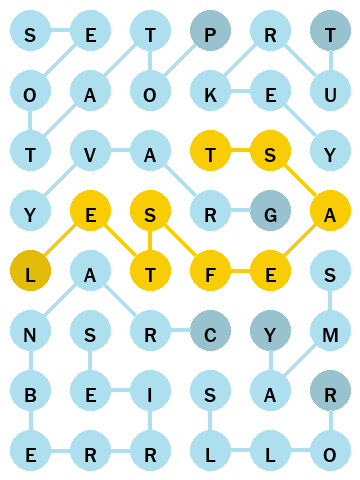 S E T P R T
O A O K E U
T V A T S Y
Y E S R G A
L A T F E S
N S R C Y M
B E I S A R
E R R L L O